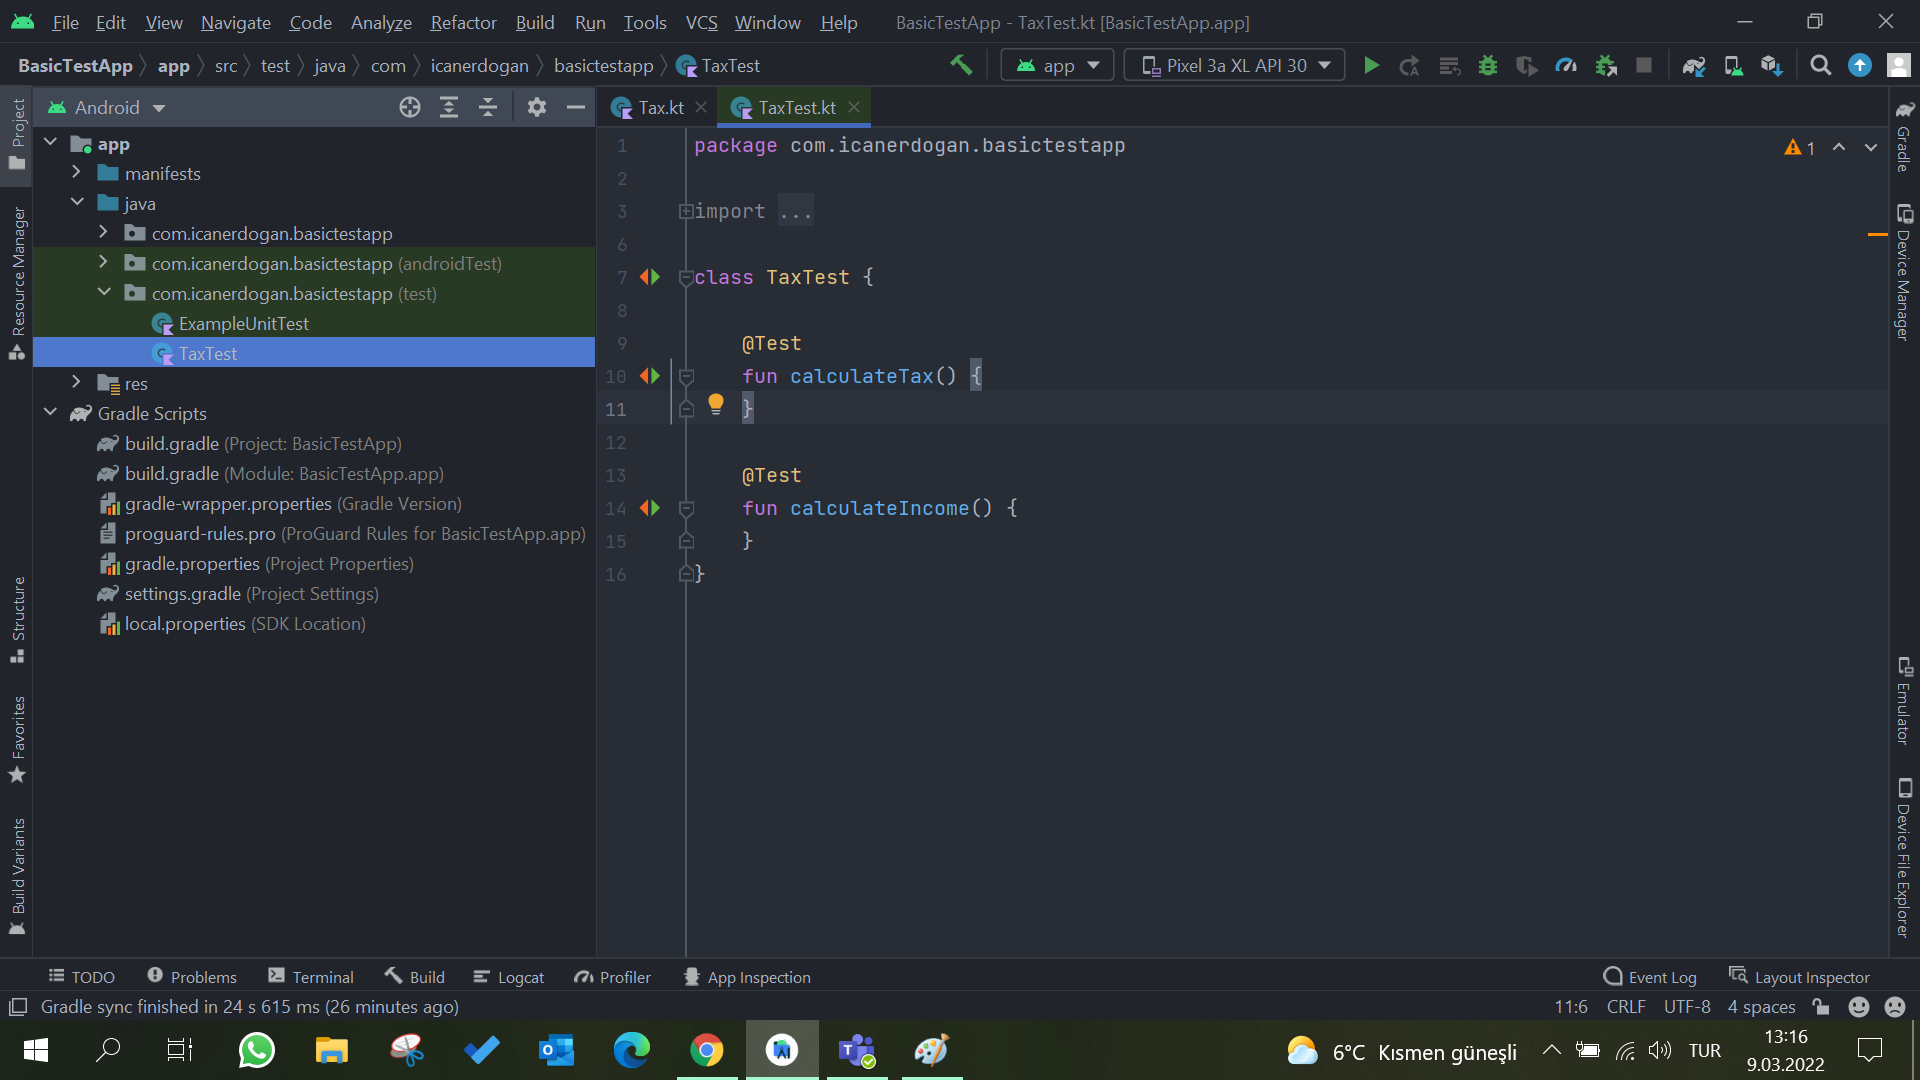 File Edit View Navigate Code Analyze Refactor Build Run Tools VCS Window Help BasicTestApp - TaxTest.kt [BasicTestApp.app]
BasicTestApp app src test java com icanerdogan basictestapp TaxTest app Pixel 3a XL API 30
Android
Tax.kt
TaxTest.kt
Project
Resource Manager
Structure
Favorites
Build Variants
app
manifests
java
com.icanerdogan.basictestapp
com.icanerdogan.basictestapp (androidTest)
com.icanerdogan.basictestapp (test)
ExampleUnitTest
TaxTest
res
Gradle Scripts
build.gradle (Project: BasicTestApp)
build.gradle (Module: BasicTestApp.app)
gradle-wrapper.properties (Gradle Version)
proguard-rules.pro (ProGuard Rules for BasicTestApp.app)
gradle.properties (Project Properties)
settings.gradle (Project Settings)
local.properties (SDK Location)
1 package com.icanerdogan.basictestapp
2
3 import ...
6
7 class TaxTest {
8
9 @Test
10 fun calculateTax() {
11 }
12
13 @Test
14 fun calculateIncome() {
15 }
16 }
1
Gradle
Device Manager
Emulator
Device File Explorer
TODO Problems Terminal Build Logcat Profiler App Inspection Event Log Layout Inspector
Gradle sync finished in 24 s 615 ms (26 minutes ago) 11:6 CRLF UTF-8 4 spaces
6°C Kısmen güneşli TUR 13:16
9.03.2022